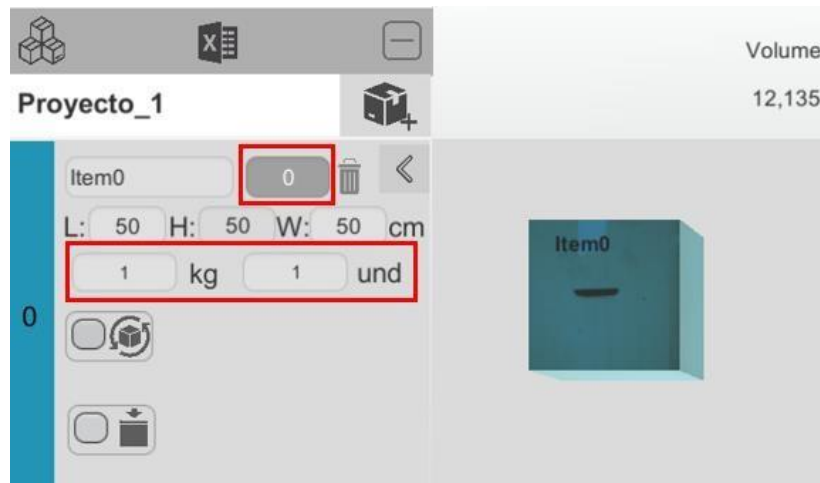 Volume
Proyecto_1
12,135
Item0 0
L: 50 H: 50 W: 50 cm
1 kg 1 und
0
Item0